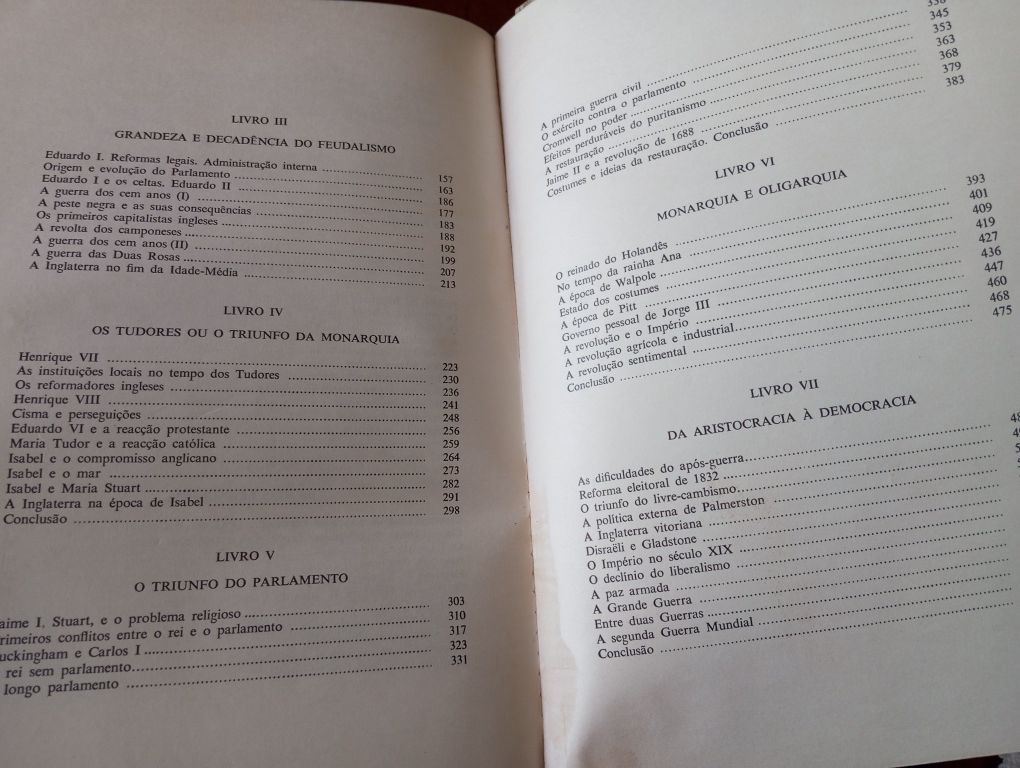 LIVRO III
GRANDEZA E DECADÊNCIA DO FEUDALISMO
Eduardo I. Reformas legais. Administração interna ........ 157
Origem e evolução do Parlamento ........ 163
Eduardo I e os celtas. Eduardo II ........ 186
A guerra dos cem anos (I) ........ 177
A peste negra e as suas consequências ........ 183
Os primeiros capitalistas ingleses ........ 188
A revolta dos camponeses ........ 192
A guerra dos cem anos (II) ........ 199
A guerra das Duas Rosas ........ 207
A Inglaterra no fim da Idade-Média ........ 213
LIVRO IV
OS TUDORES OU O TRIUNFO DA MONARQUIA
Henrique VII ........ 223
As instituições locais no tempo dos Tudores ........ 230
Os reformadores ingleses ........ 236
Henrique VIII ........ 241
Cisma e perseguições ........ 248
Eduardo VI e a reacção protestante ........ 256
Maria Tudor e a reacção católica ........ 259
Isabel e o compromisso anglicano ........ 264
Isabel e o mar ........ 273
Isabel e Maria Stuart ........ 282
A Inglaterra na época de Isabel ........ 291
Conclusão ........ 298
LIVRO V
O TRIUNFO DO PARLAMENTO
aime I. Stuart, e o problema religioso ........ 303
rimeiros conflitos entre o rei e o parlamento ........ 310
uckingham e Carlos I ........ 317
rei sem parlamento ........ 323
longo parlamento ........ 331
A primeira guerra civil ........
O exército contra o parlamento ........ 345
Cromwell no poder ........ 353
Efeitos perduráveis do puritanismo ........ 363
A restauração ........ 368
Jaime II e a revolução de 1688 ........ 379
Costumes e ideias da restauração. Conclusão ........ 383
LIVRO VI
MONARQUIA E OLIGARQUIA
O reinado do Holandês ........ 393
No tempo da rainha Ana ........ 401
A época de Walpole ........ 409
Estado dos costumes ........ 419
A época de Pitt ........ 427
Governo pessoal de Jorge III ........ 436
A revolução e o Império ........ 447
A revolução agrícola e industrial ........ 460
A revolução sentimental ........ 468
Conclusão ........ 475
LIVRO VII
DA ARISTOCRACIA À DEMOCRACIA
As dificuldades do após-guerra ........
Reforma eleitoral de 1832 ........
O triunfo do livre-cambismo ........
A política externa de Palmerston ........
A Inglaterra vitoriana ........
Disraëli e Gladstone ........
O Império no século XIX ........
O declínio do liberalismo ........
A paz armada ........
A Grande Guerra ........
Entre duas Guerras ........
A segunda Guerra Mundial ........
Conclusão ........